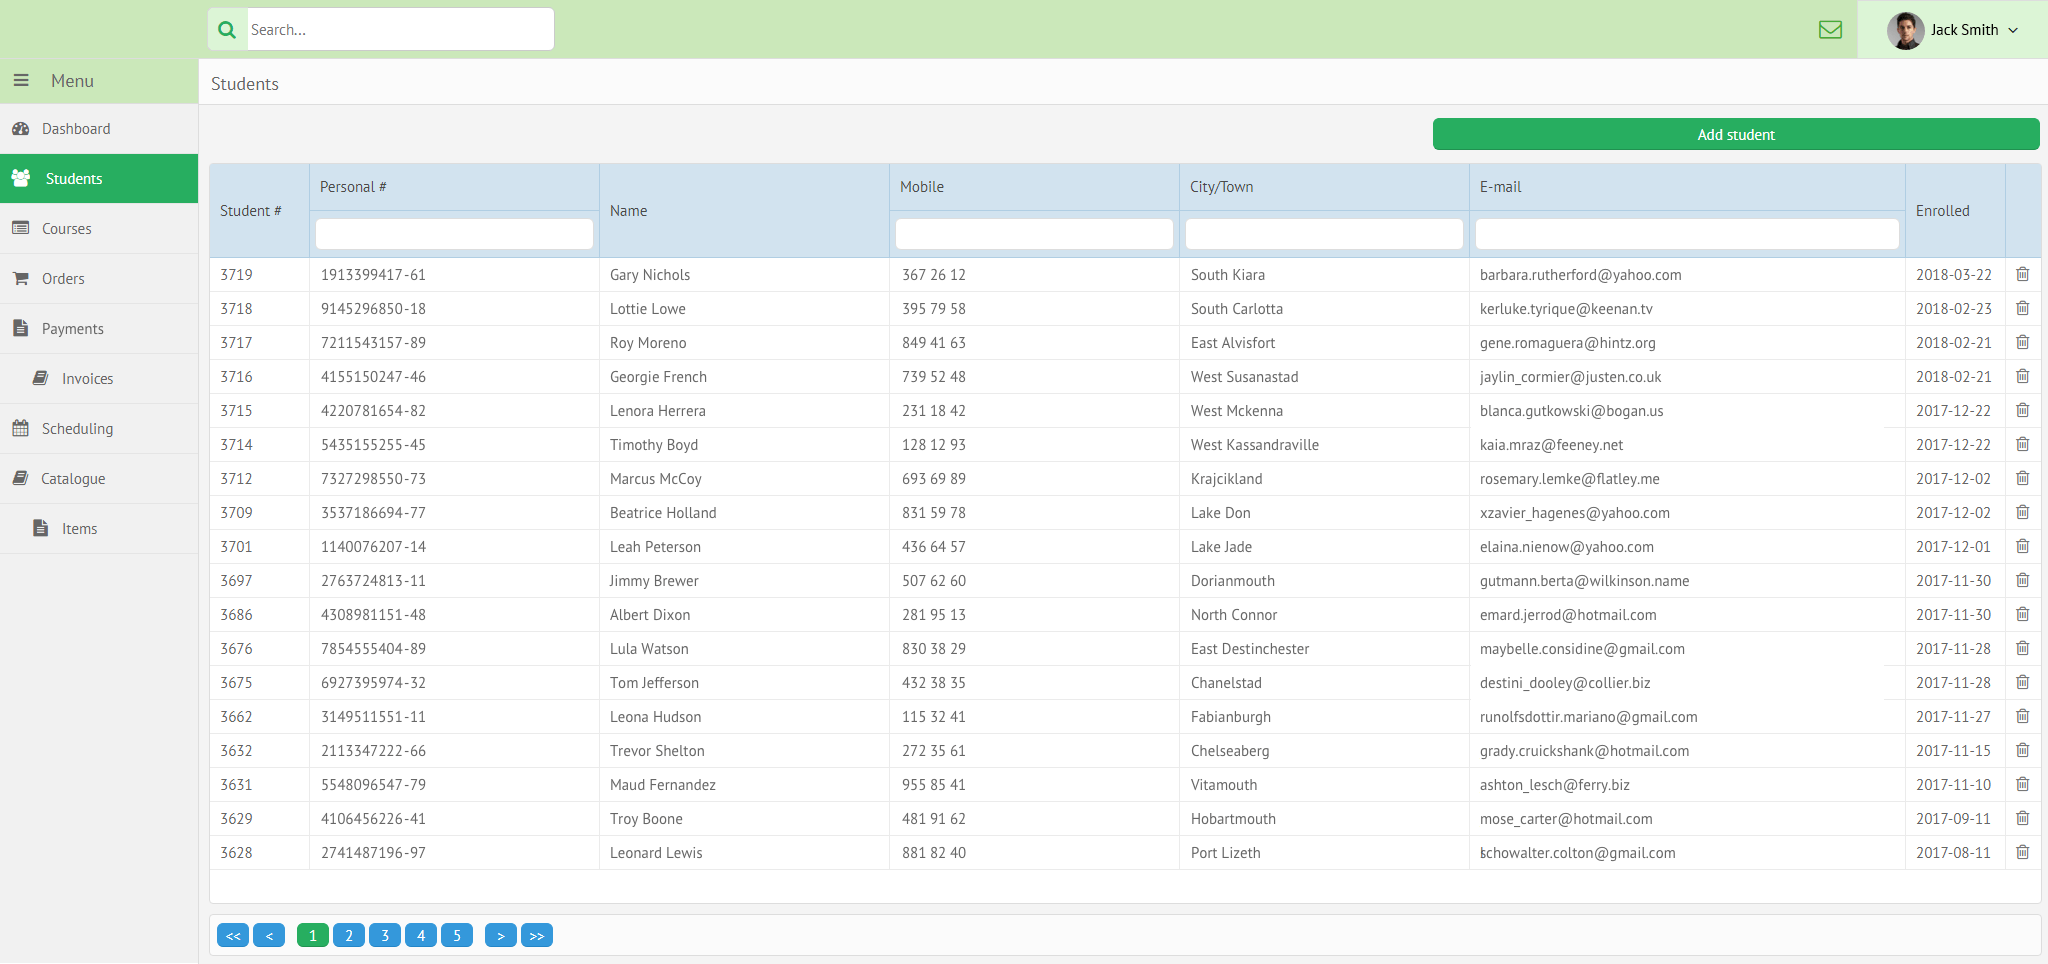 Search...
Jack Smith
Menu
Students
Dashboard
Students
Courses
Orders
Payments
Invoices
Scheduling
Catalogue
Items
Add student
Student # Personal # Name Mobile City/Town E-mail Enrolled
3719 1913399417-61 Gary Nichols 367 26 12 South Kiara barbara.rutherford@yahoo.com 2018-03-22
3718 9145296850-18 Lottie Lowe 395 79 58 South Carlotta kerluke.tyrique@keenan.tv 2018-02-23
3717 7211543157-89 Roy Moreno 849 41 63 East Alvisfort gene.romaguera@hintz.org 2018-02-21
3716 4155150247-46 Georgie French 739 52 48 West Susanastad jaylin_cormier@justen.co.uk 2018-02-21
3715 4220781654-82 Lenora Herrera 231 18 42 West Mckenna blanca.gutkowski@bogan.us 2017-12-22
3714 5435155255-45 Timothy Boyd 128 12 93 West Kassandraville kaia.mraz@feeney.net 2017-12-22
3712 7327298550-73 Marcus McCoy 693 69 89 Krajcikland rosemary.lemke@flatley.me 2017-12-02
3709 3537186694-77 Beatrice Holland 831 59 78 Lake Don xzavier_hagenes@yahoo.com 2017-12-02
3701 1140076207-14 Leah Peterson 436 64 57 Lake Jade elaina.nienow@yahoo.com 2017-12-01
3697 2763724813-11 Jimmy Brewer 507 62 60 Dorianmouth gutmann.berta@wilkinson.name 2017-11-30
3686 4308981151-48 Albert Dixon 281 95 13 North Connor emard.jerrod@hotmail.com 2017-11-30
3676 7854555404-89 Lula Watson 830 38 29 East Destinchester maybelle.considine@gmail.com 2017-11-28
3675 6927395974-32 Tom Jefferson 432 38 35 Chanelstad destini_dooley@collier.biz 2017-11-28
3662 3149511551-11 Leona Hudson 115 32 41 Fabianburgh runolfsdottir.mariano@gmail.com 2017-11-27
3632 2113347222-66 Trevor Shelton 272 35 61 Chelseaberg grady.cruickshank@hotmail.com 2017-11-15
3631 5548096547-79 Maud Fernandez 955 85 41 Vitamouth ashton_lesch@ferry.biz 2017-11-10
3629 4106456226-41 Troy Boone 481 91 62 Hobartmouth mose_carter@hotmail.com 2017-09-11
3628 2741487196-97 Leonard Lewis 881 82 40 Port Lizeth schowalter.colton@gmail.com 2017-08-11
<< < 1 2 3 4 5 > >>